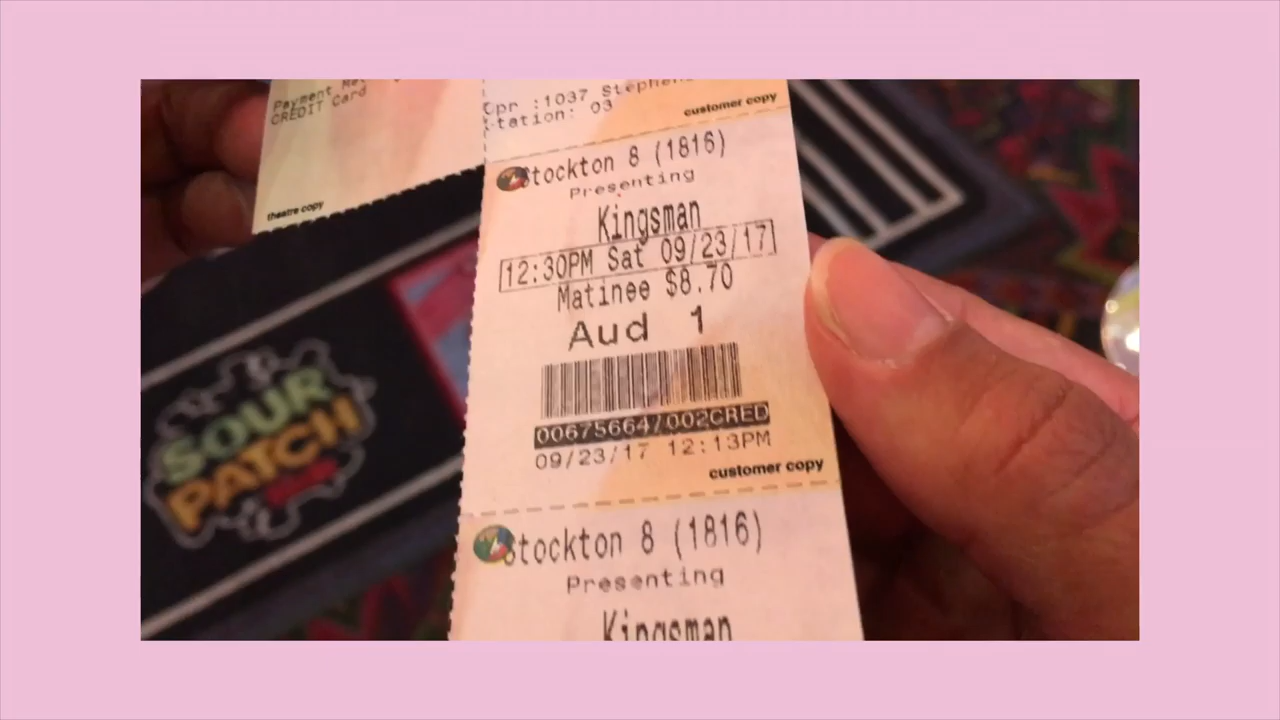 Payment
CREDIT Card
theatre copy
Opr :1037 Stephen
Station: 03
customer copy
Stockton 8 (1816)
Presenting
Kingsman
12:30PM Sat 09/23/17
Matinee $8.70
Aud 1
00675664/002CRED
09/23/17 12:13PM
customer copy
Stockton 8 (1816)
Presenting
Kingsman
SOUR
PATCH